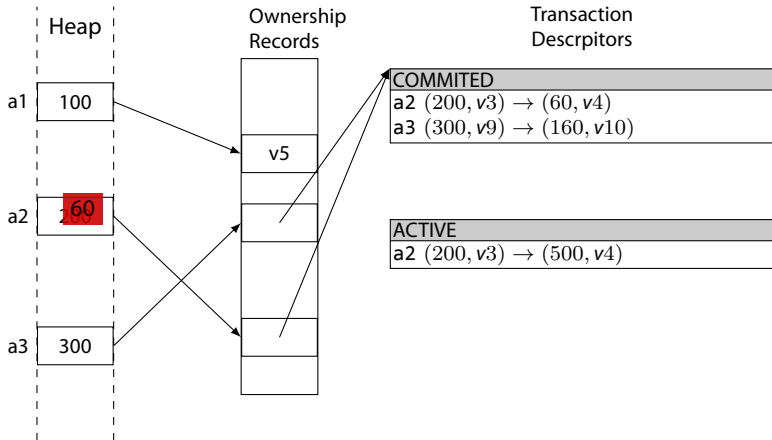 Heap
Ownership
Records
Transaction
Descrpitors
a1
100
v5
a2
60
a3
300
COMMITED
a2 (200, v3) → (60, v4)
a3 (300, v9) → (160, v10)
ACTIVE
a2 (200, v3) → (500, v4)